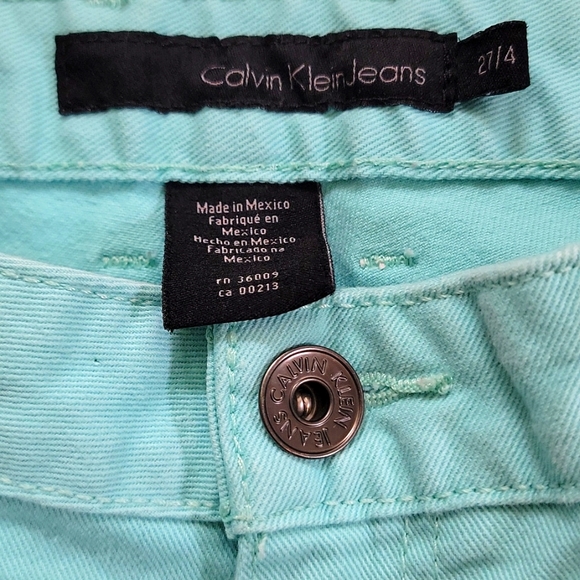 Calvin Klein Jeans
27/4
Made in Mexico
Fabriqué en
Mexico
Hecho en Mexico
Fabricado na
Mexico
rn 36009
ca 00213
CALVIN KLEIN JEANS